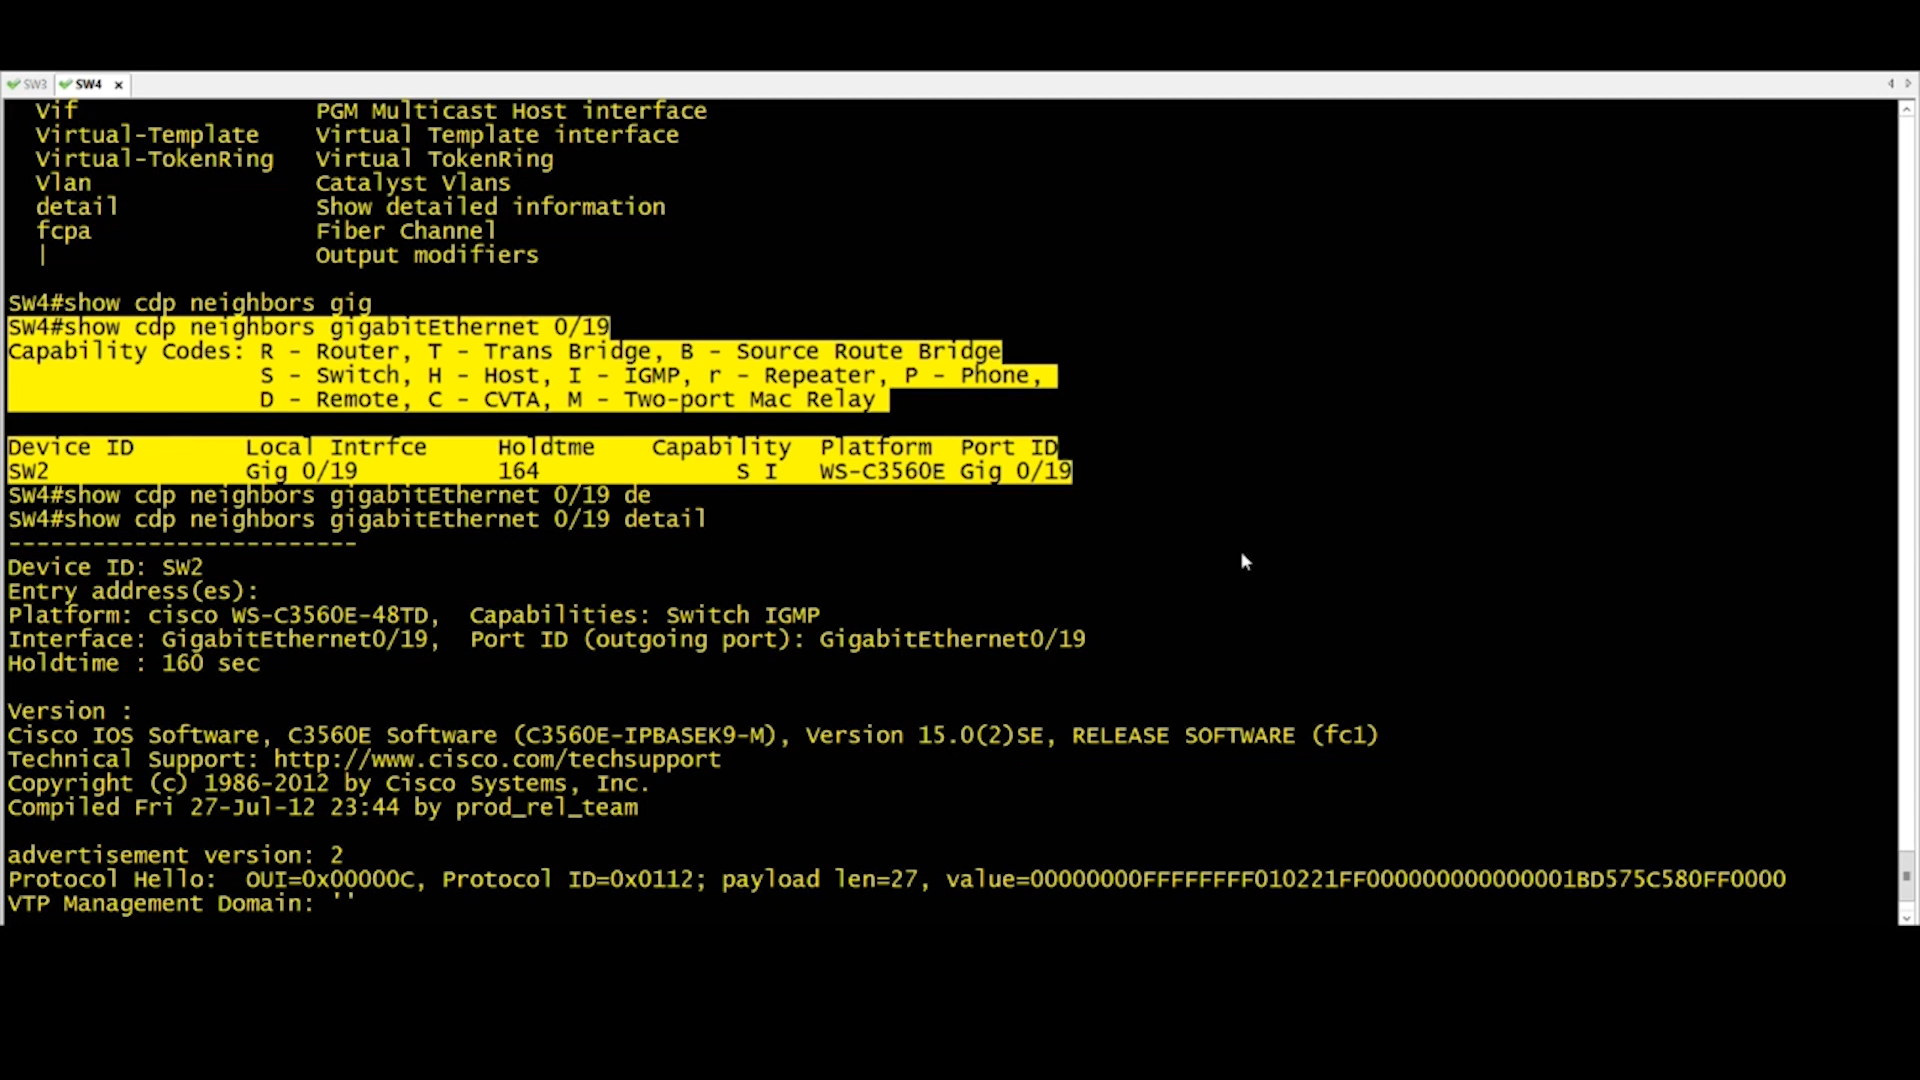 SW3 SW4 ×
Vif PGM Multicast Host interface
Virtual-Template Virtual Template interface
Virtual-TokenRing Virtual TokenRing
Vlan Catalyst Vlans
detail Show detailed information
fcpa Fiber Channel
| Output modifiers
SW4#show cdp neighbors gig
SW4#show cdp neighbors gigabitEthernet 0/19
Capability Codes: R - Router, T - Trans Bridge, B - Source Route Bridge
S - Switch, H - Host, I - IGMP, r - Repeater, P - Phone,
D - Remote, C - CVTA, M - Two-port Mac Relay
Device ID Local Intrfce Holdtme Capability Platform Port ID
SW2 Gig 0/19 164 S I WS-C3560E Gig 0/19
SW4#show cdp neighbors gigabitEthernet 0/19 de
SW4#show cdp neighbors gigabitEthernet 0/19 detail
-------------------------
Device ID: SW2
Entry address(es):
Platform: cisco WS-C3560E-48TD, Capabilities: Switch IGMP
Interface: GigabitEthernet0/19, Port ID (outgoing port): GigabitEthernet0/19
Holdtime : 160 sec
Version :
Cisco IOS Software, C3560E Software (C3560E-IPBASEK9-M), Version 15.0(2)SE, RELEASE SOFTWARE (fc1)
Technical Support: http://www.cisco.com/techsupport
Copyright (c) 1986-2012 by Cisco Systems, Inc.
Compiled Fri 27-Jul-12 23:44 by prod_rel_team
advertisement version: 2
Protocol Hello: OUI=0x00000C, Protocol ID=0x0112; payload len=27, value=00000000FFFFFFFF010221FF000000000000001BD575C580FF0000
VTP Management Domain: ''